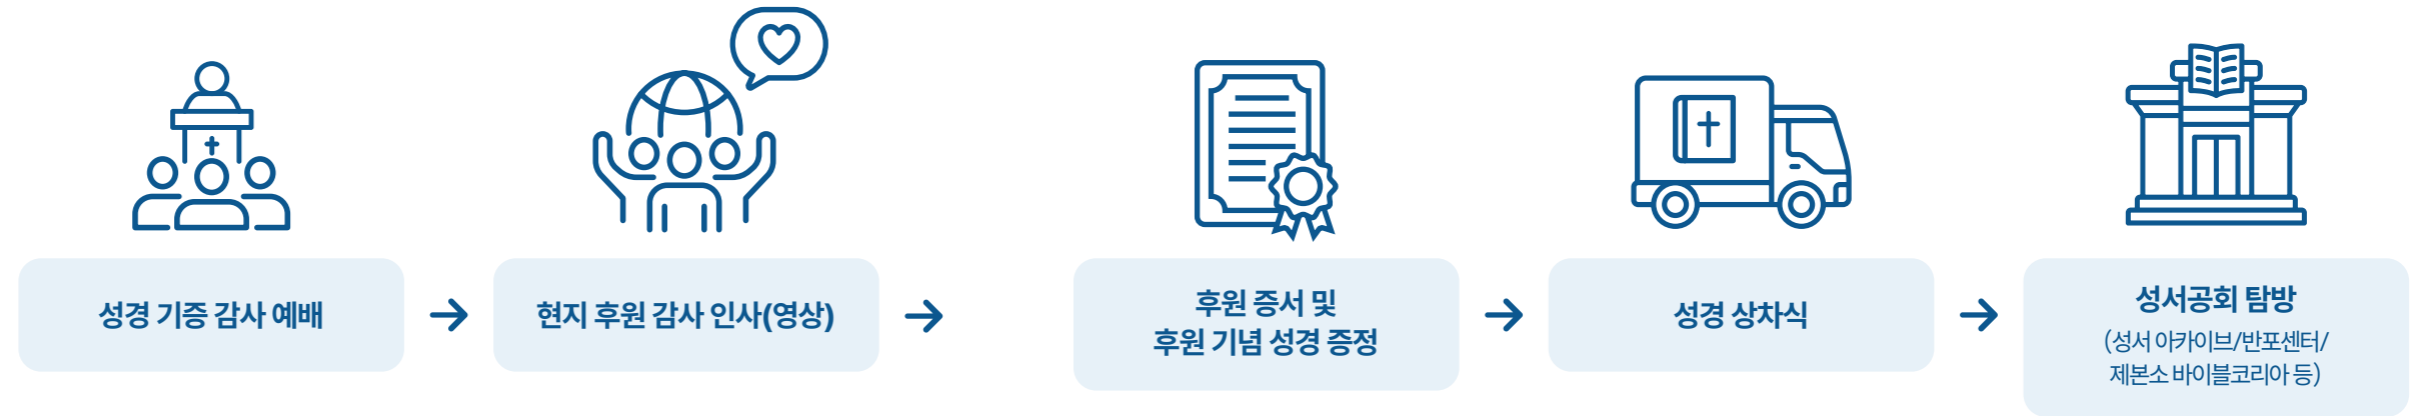 성경 기증 감사 예배
현지 후원 감사 인사(영상)
후원 증서 및
후원 기념 성경 증정
성경 상차식
성서공회 탐방
(성서 아카이브/반포센터/
제본소 바이블코리아 등)